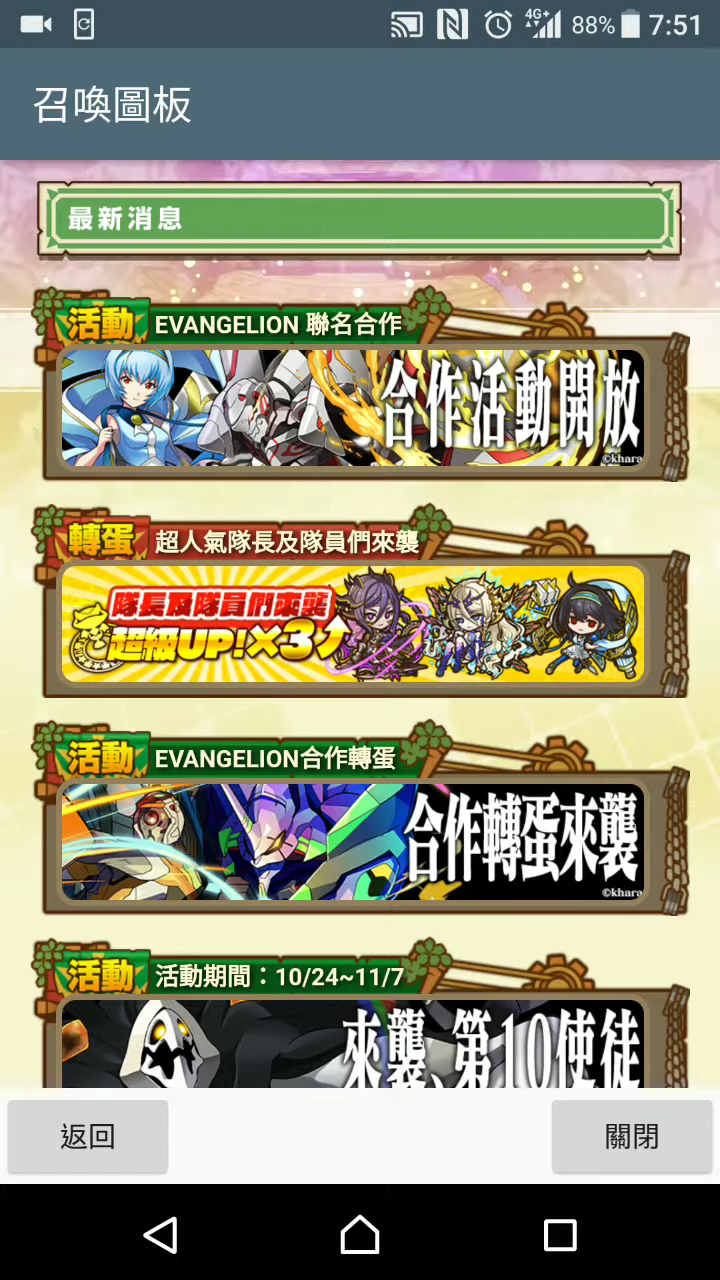 4G+ 88% 7:51
召喚圖板
最新消息
活動 EVANGELION 聯名合作
合作活動開放
©khara
轉蛋 超人氣隊長及隊員們來襲
隊長及隊員們來襲
超級UP!×3↑
活動 EVANGELION合作轉蛋
合作轉蛋來襲
©khara
活動 活動期間：10/24~11/7
來襲、第10使徒
返回 關閉